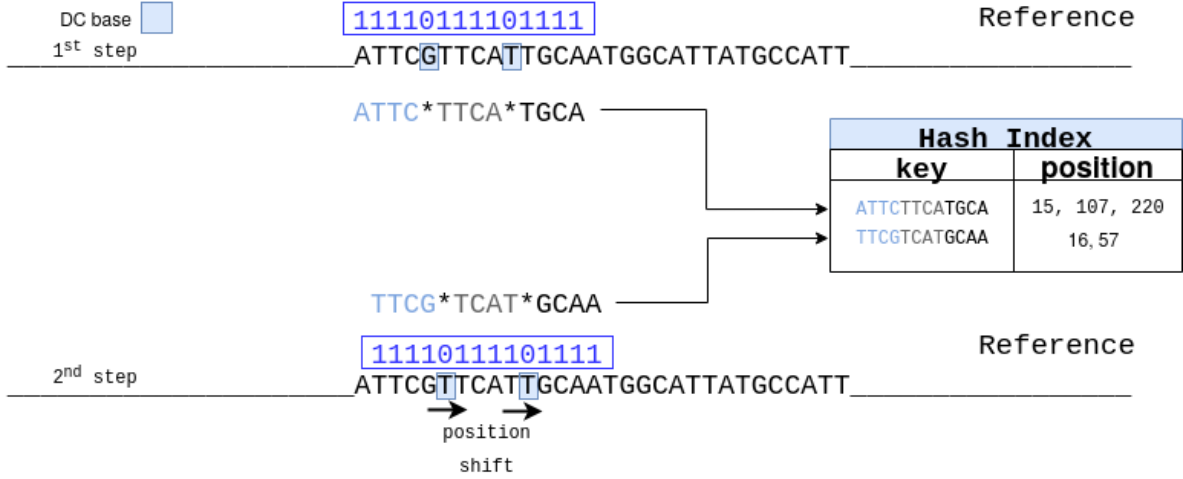 DC base
11110111101111
Reference
1st step
ATTCGTTCATTGCAATGGCATTATGCCATT
ATTC*TTCA*TGCA
Hash Index
key position
ATTCTTCATGCA 15, 107, 220
TTCGTCATGCAA 16, 57
TTCG*TCAT*GCAA
11110111101111
Reference
2nd step
ATTCGTTCATTGCAATGGCATTATGCCATT
position
shift